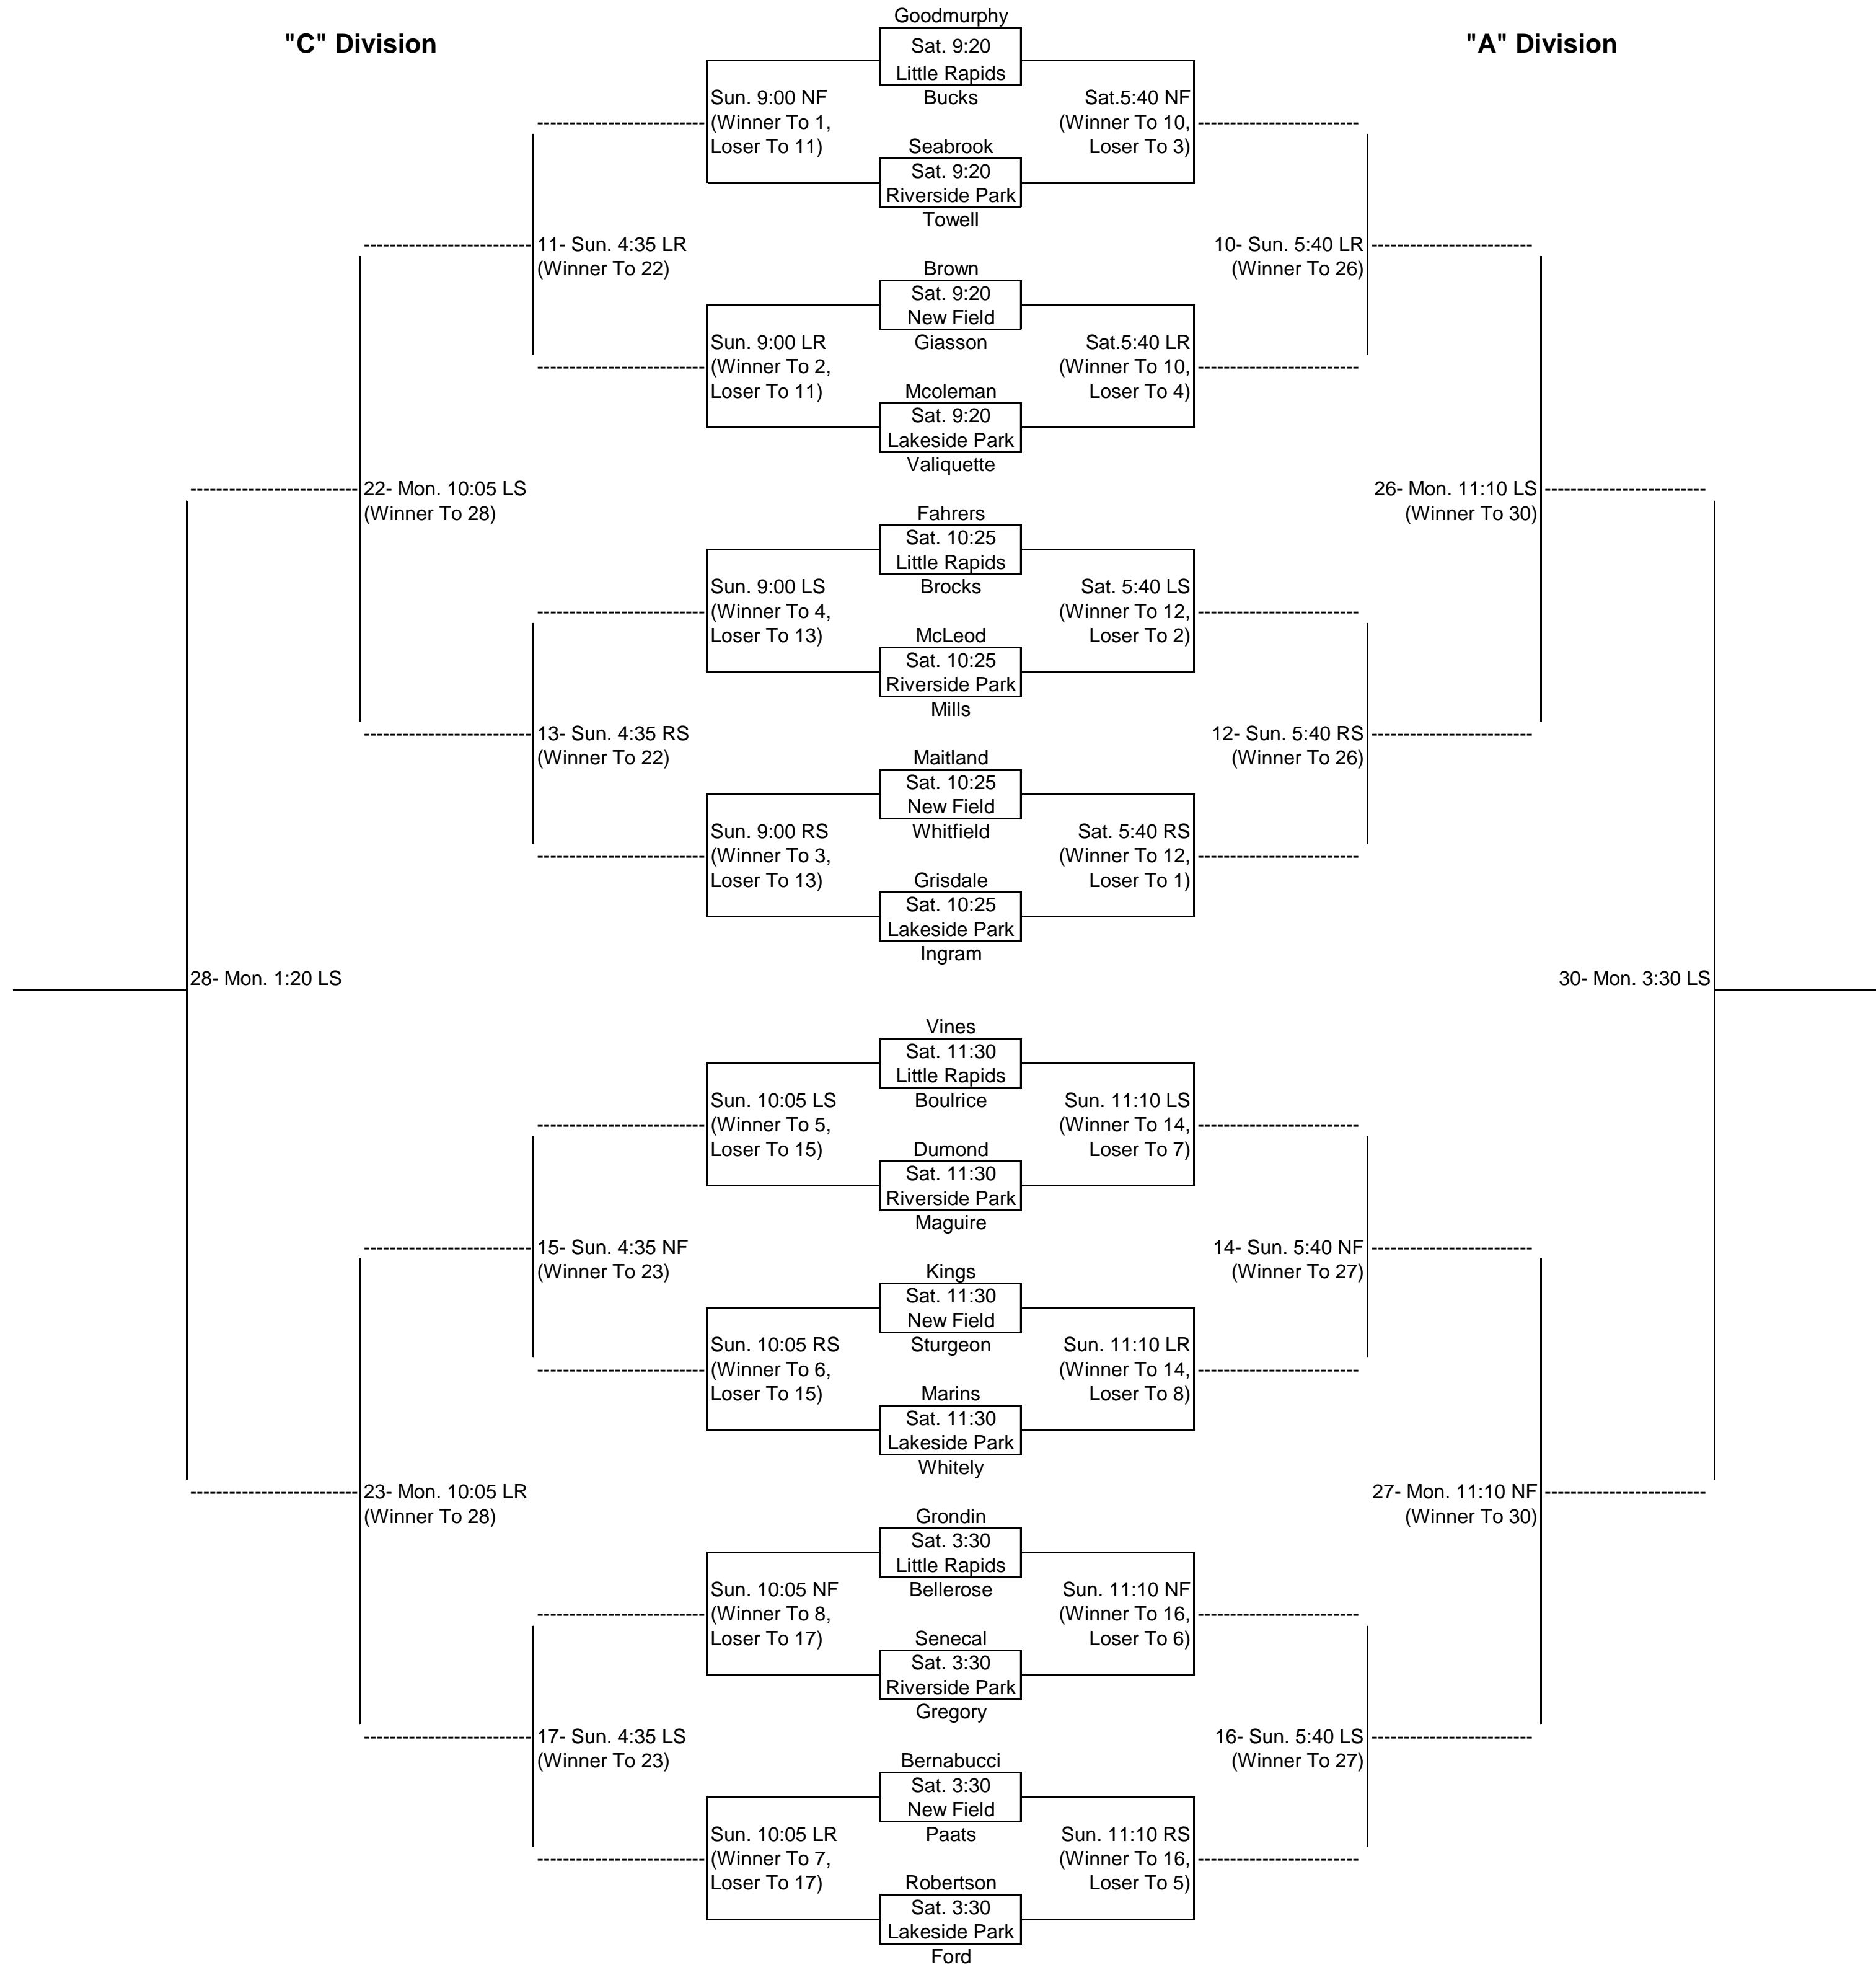 Goodmurphy
"C" Division
"A" Division
Sat. 9:20
Little Rapids
Bucks
Sun. 9:00 NF
(Winner To 1,
Loser To 11)
Sat.5:40 NF
(Winner To 10,
Loser To 3)
Seabrook
Sat. 9:20
Riverside Park
Towell
11- Sun. 4:35 LR
(Winner To 22)
10- Sun. 5:40 LR
(Winner To 26)
Brown
Sat. 9:20
New Field
Giasson
Sun. 9:00 LR
(Winner To 2,
Loser To 11)
Sat.5:40 LR
(Winner To 10,
Loser To 4)
Mcoleman
Sat. 9:20
Lakeside Park
Valiquette
22- Mon. 10:05 LS
(Winner To 28)
26- Mon. 11:10 LS
(Winner To 30)
Fahrers
Sat. 10:25
Little Rapids
Brocks
Sun. 9:00 LS
(Winner To 4,
Loser To 13)
Sat. 5:40 LS
(Winner To 12,
Loser To 2)
McLeod
Sat. 10:25
Riverside Park
Mills
13- Sun. 4:35 RS
(Winner To 22)
12- Sun. 5:40 RS
(Winner To 26)
Maitland
Sat. 10:25
New Field
Whitfield
Sun. 9:00 RS
(Winner To 3,
Loser To 13)
Sat. 5:40 RS
(Winner To 12,
Loser To 1)
Grisdale
Sat. 10:25
Lakeside Park
Ingram
28- Mon. 1:20 LS
30- Mon. 3:30 LS
Vines
Sat. 11:30
Little Rapids
Boulrice
Sun. 10:05 LS
(Winner To 5,
Loser To 15)
Sun. 11:10 LS
(Winner To 14,
Loser To 7)
Dumond
Sat. 11:30
Riverside Park
Maguire
15- Sun. 4:35 NF
(Winner To 23)
14- Sun. 5:40 NF
(Winner To 27)
Kings
Sat. 11:30
New Field
Sturgeon
Sun. 10:05 RS
(Winner To 6,
Loser To 15)
Sun. 11:10 LR
(Winner To 14,
Loser To 8)
Marins
Sat. 11:30
Lakeside Park
Whitely
23- Mon. 10:05 LR
(Winner To 28)
27- Mon. 11:10 NF
(Winner To 30)
Grondin
Sat. 3:30
Little Rapids
Bellerose
Sun. 10:05 NF
(Winner To 8,
Loser To 17)
Sun. 11:10 NF
(Winner To 16,
Loser To 6)
Senecal
Sat. 3:30
Riverside Park
Gregory
17- Sun. 4:35 LS
(Winner To 23)
16- Sun. 5:40 LS
(Winner To 27)
Bernabucci
Sat. 3:30
New Field
Paats
Sun. 10:05 LR
(Winner To 7,
Loser To 17)
Sun. 11:10 RS
(Winner To 16,
Loser To 5)
Robertson
Sat. 3:30
Lakeside Park
Ford